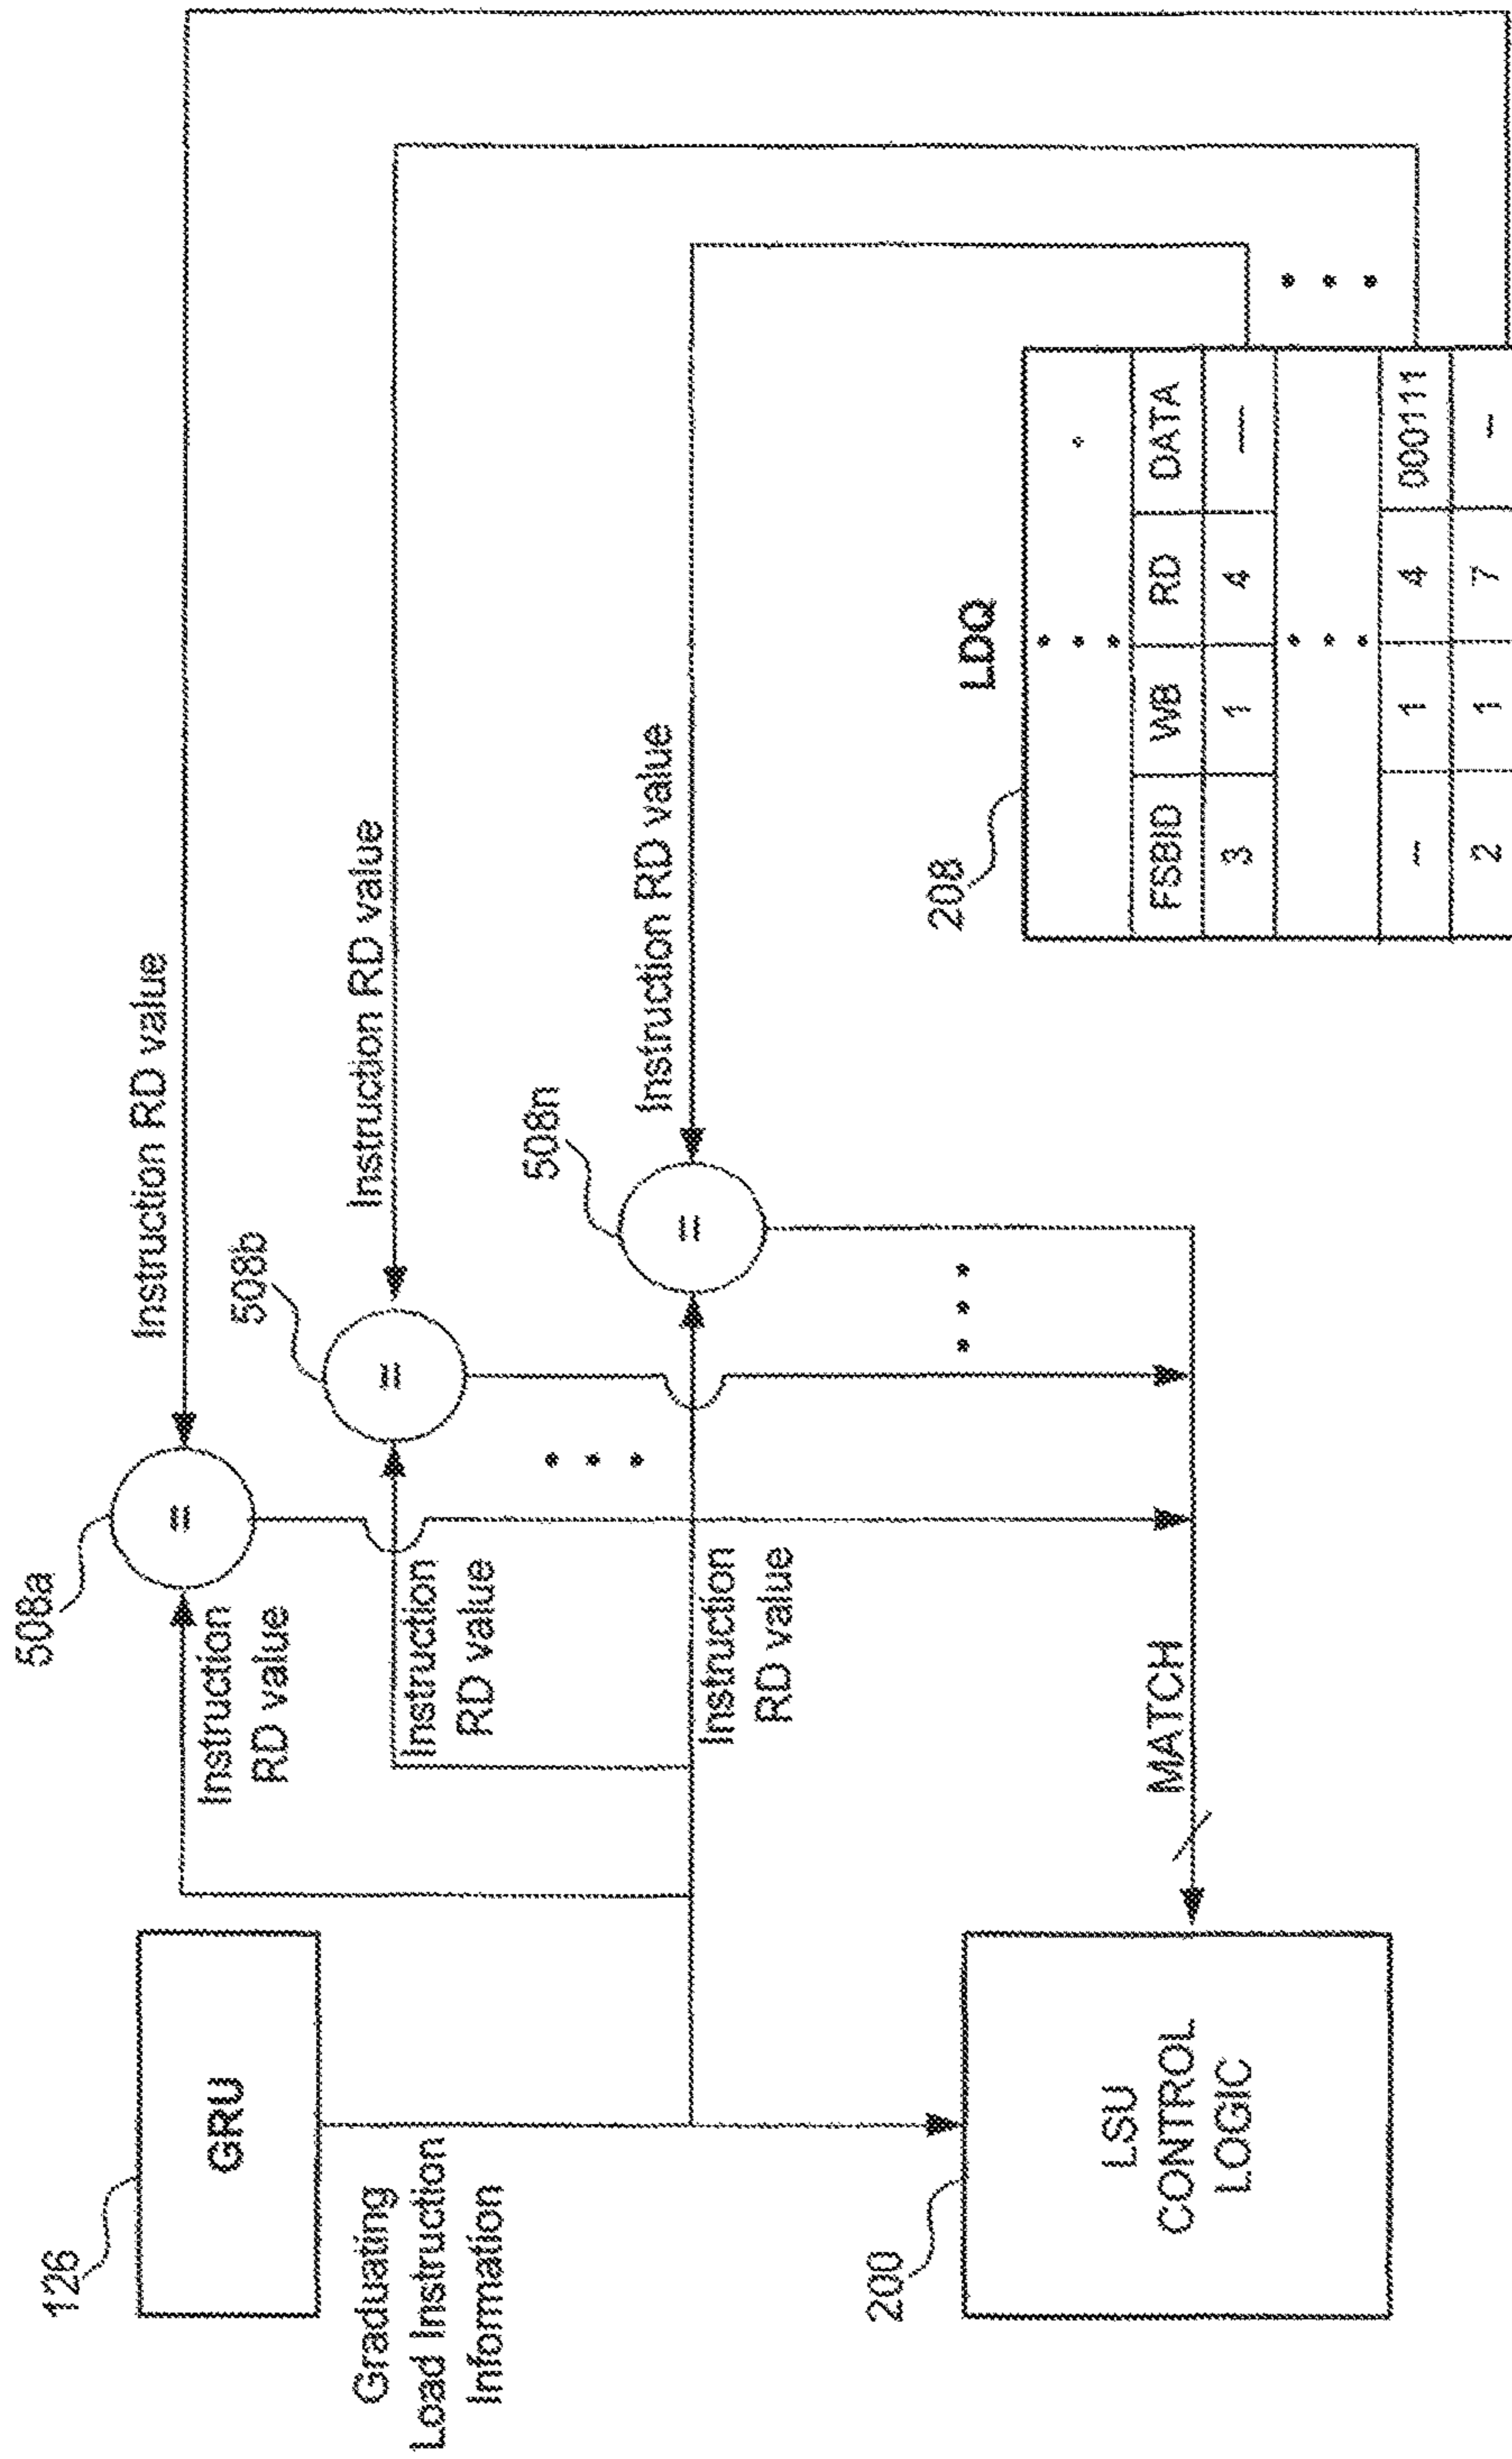 126
GRU
Graduating
Load Instruction
Information
200
LSU
CONTROL
LOGIC
508a
=
Instruction
RD value
Instruction RD value
508b
=
Instruction
RD value
Instruction RD value
508n
=
Instruction
RD value
Instruction RD value
MATCH
208
LDQ
FSBID WB RD DATA
3 1 4 —
– 1 4 000111
2 1 7 –